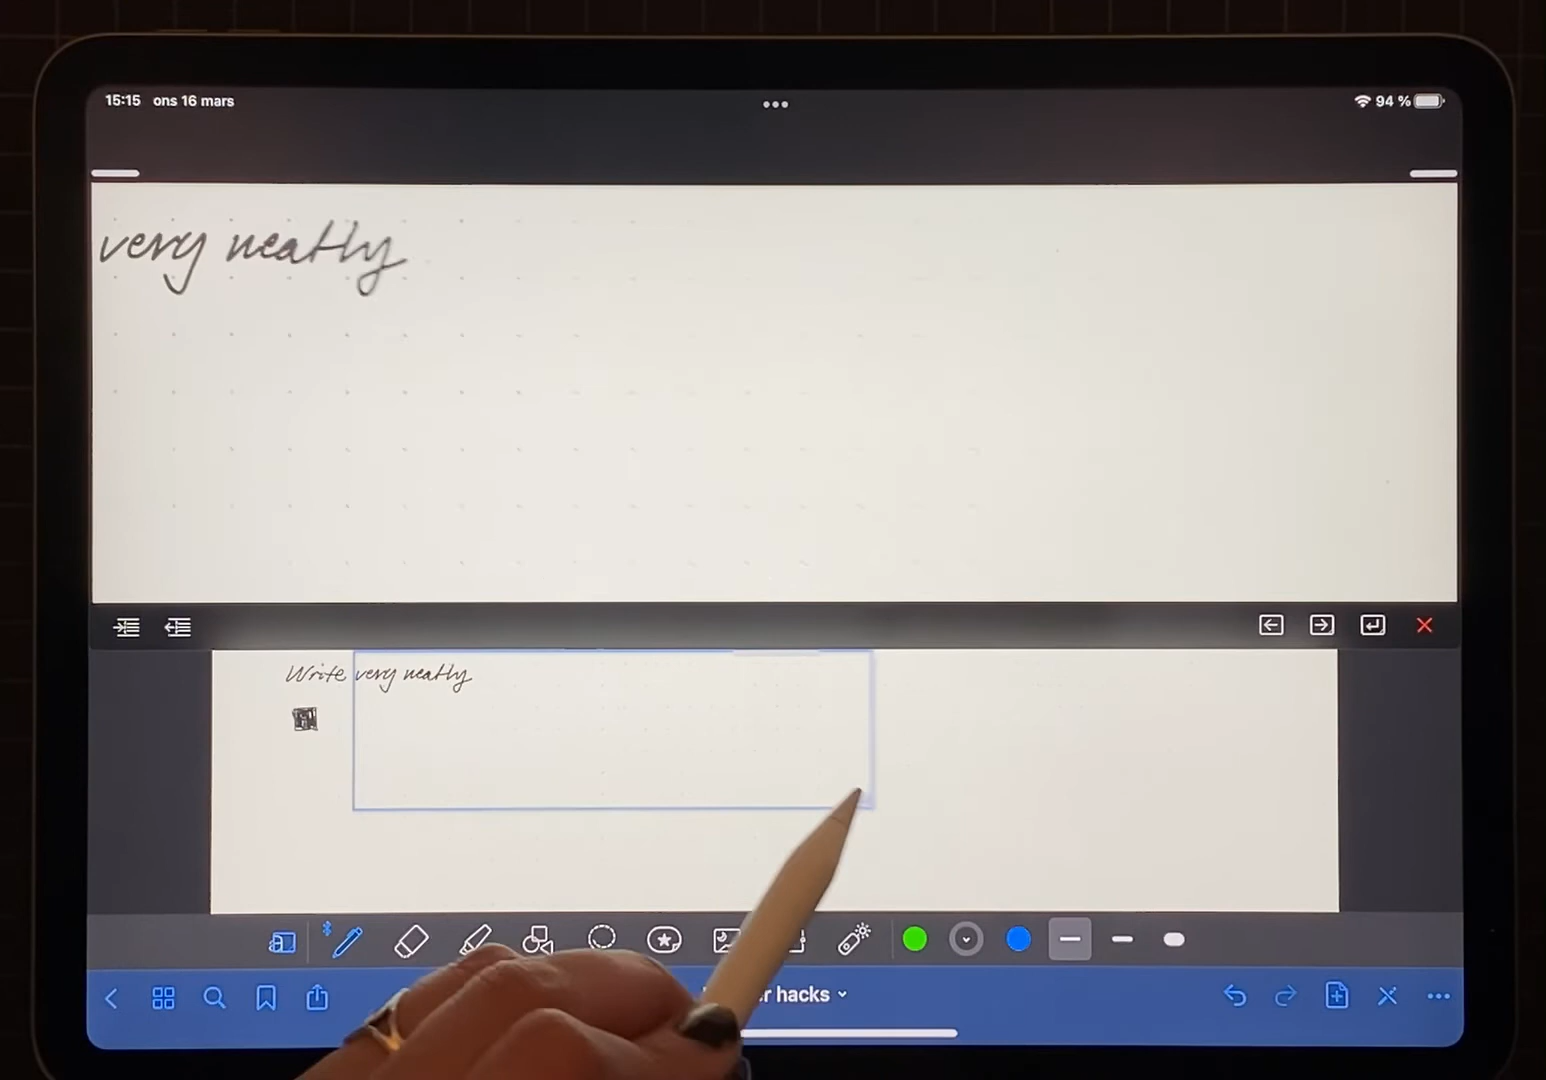 15:15 ons 16 mars
94 %
very neatly
Write very neatly
hacks